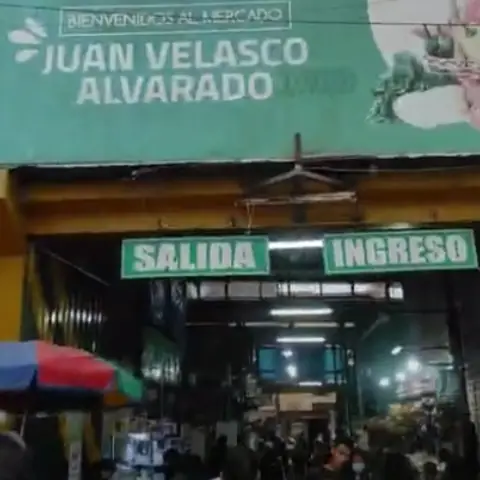 BIENVENIDOS AL MERCADO
JUAN VELASCO
ALVARADO
SALIDA
INGRESO